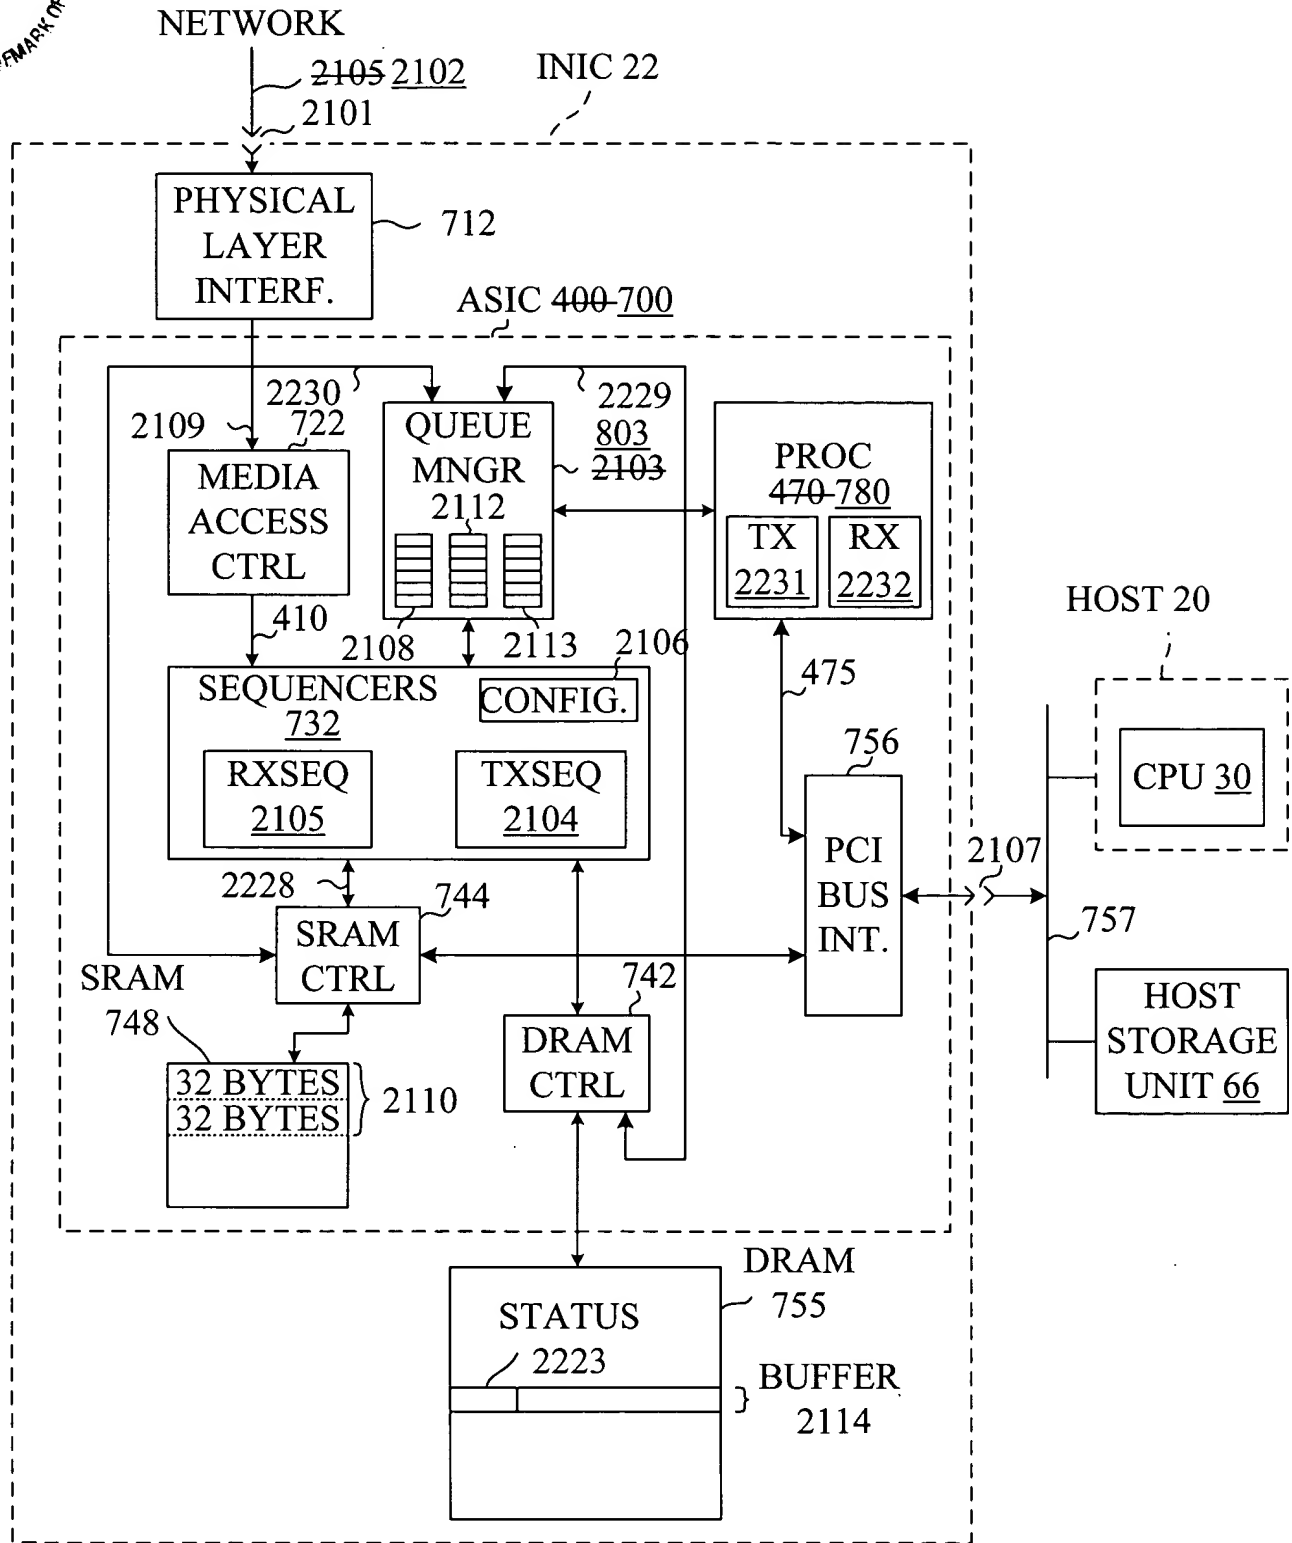 EMARK OF
NETWORK
2105 2102
INIC 22
2101
PHYSICAL
LAYER
INTERF.
712
ASIC 400 700
2230
2229
2109
722
QUEUE
MNGR
803
2103
2112
PROC
470 780
MEDIA
ACCESS
CTRL
TX
2231
RX
2232
HOST 20
410
2108
2113
2106
SEQUENCERS
732
CONFIG.
475
RXSEQ
2105
TXSEQ
2104
756
CPU 30
PCI
BUS
INT.
2107
2228
744
757
SRAM
CTRL
SRAM
748
742
HOST
STORAGE
UNIT 66
DRAM
CTRL
32 BYTES
32 BYTES
2110
DRAM
755
STATUS
2223
BUFFER
2114